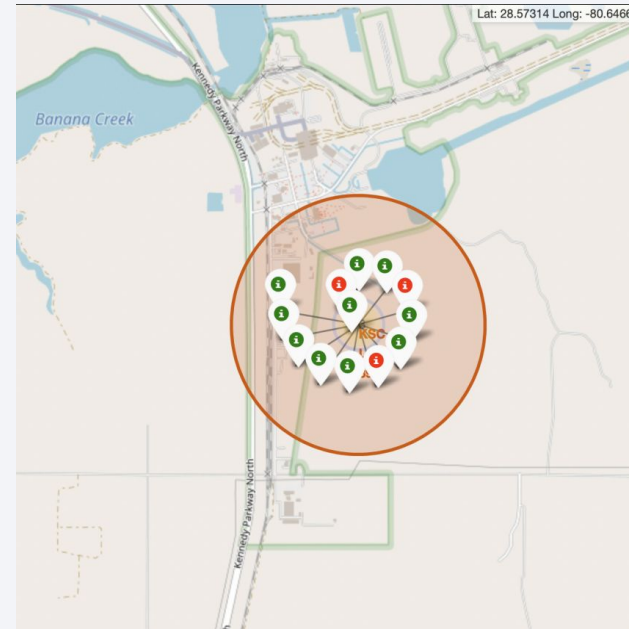 Lat: 28.57314 Long: -80.6466
Kennedy Parkway North
Banana Creek
KSC
Kennedy Parkway North